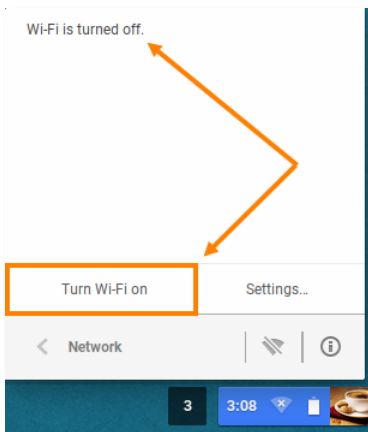 Wi-Fi is turned off.
Turn Wi-Fi on
Settings...
Network
3
3:08